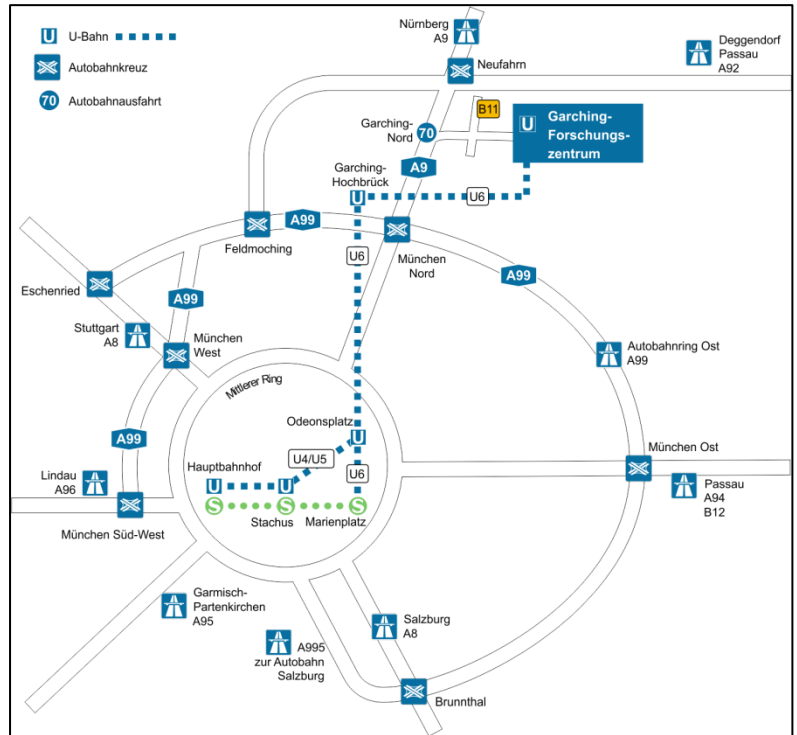 U-Bahn
Autobahnkreuz
70 Autobahnausfahrt
Nürnberg
A9
Neufahrn
Deggendorf
Passau
A92
B11
Garching-
Nord
70
U Garching-
Forschungs-
zentrum
Garching-
Hochbrück
A9
U
U6
A99
Feldmoching
U6
München
Nord
A99
Eschenried
A99
Stuttgart
A8
München
West
Autobahnring Ost
A99
Mittlerer Ring
A99
Odeonsplatz
U
U4/U5
Hauptbahnhof
München Ost
Lindau
A96
U
U
U6
Passau
A94
B12
S
S
S
München Süd-West
Stachus
Marienplatz
Garmisch-
Partenkirchen
A95
Salzburg
A8
A995
zur Autobahn
Salzburg
Brunnthal